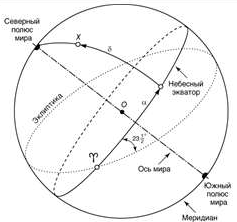 Северный полюс
мира
X
δ
Небесный
экватор
Эклиптика
α
O
23 1/2°
♈
Ось мира
Южный полюс
мира
Меридиан